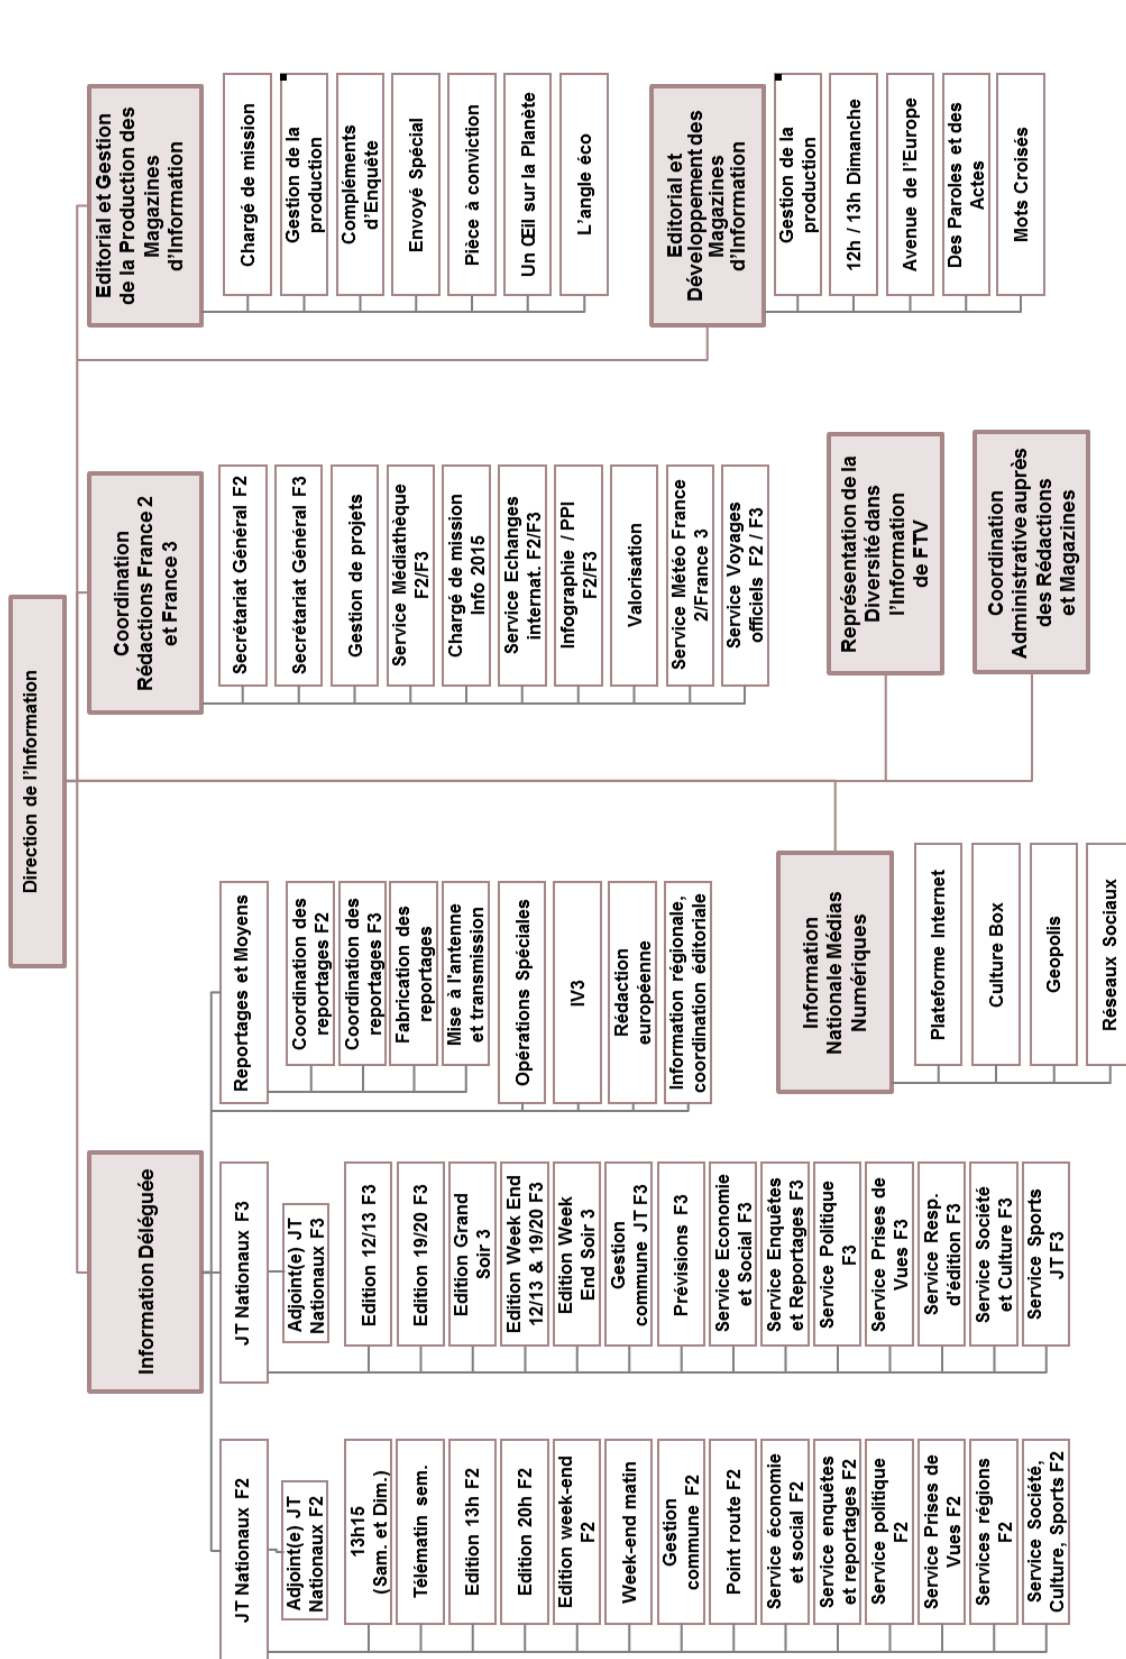 Direction de l'Information
Information Déléguée
JT Nationaux F2
Adjoint(e) JT
Nationaux F2
13h15
(Sam. et Dim.)
Télématin sem.
Edition 13h F2
Edition 20h F2
Edition week-end
F2
Week-end matin
Gestion
commune F2
Point route F2
Service économie
et social F2
Service enquêtes
et reportages F2
Service politique
F2
Service Prises de
Vues F2
Services régions
F2
Service Société,
Culture, Sports F2
JT Nationaux F3
Adjoint(e) JT
Nationaux F3
Edition 12/13 F3
Edition 19/20 F3
Edition Grand
Soir 3
Edition Week End
12/13 & 19/20 F3
Edition Week
End Soir 3
Gestion
commune JT F3
Prévisions F3
Service Economie
et Social F3
Service Enquêtes
et Reportages F3
Service Politique
F3
Service Prises de
Vues F3
Service Resp.
d'édition F3
Service Société
et Culture F3
Service Sports
JT F3
Reportages et Moyens
Coordination des
reportages F2
Coordination des
reportages F3
Fabrication des
reportages
Mise à l'antenne
et transmission
Opérations Spéciales
IV3
Rédaction
européenne
Information régionale,
coordination éditoriale
Information
Nationale Médias
Numériques
Plateforme Internet
Culture Box
Geopolis
Réseaux Sociaux
Coordination
Rédactions France 2
et France 3
Secrétariat Général F2
Secrétariat Général F3
Gestion de projets
Service Médiathèque
F2/F3
Chargé de mission
Info 2015
Service Echanges
internat. F2/F3
Infographie / PPI
F2/F3
Valorisation
Service Météo France
2/France 3
Service Voyages
officiels F2 / F3
Représentation de la
Diversité dans
l'Information
de FTV
Coordination
Administrative auprès
des Rédactions
et Magazines
Editorial et Gestion
de la Production des
Magazines
d'Information
Chargé de mission
Gestion de la
production
Compléments
d'Enquête
Envoyé Spécial
Pièce à conviction
Un Œil sur la Planète
L'angle éco
Editorial et
Développement des
Magazines
d'Information
Gestion de la
production
12h / 13h Dimanche
Avenue de l'Europe
Des Paroles et des
Actes
Mots Croisés